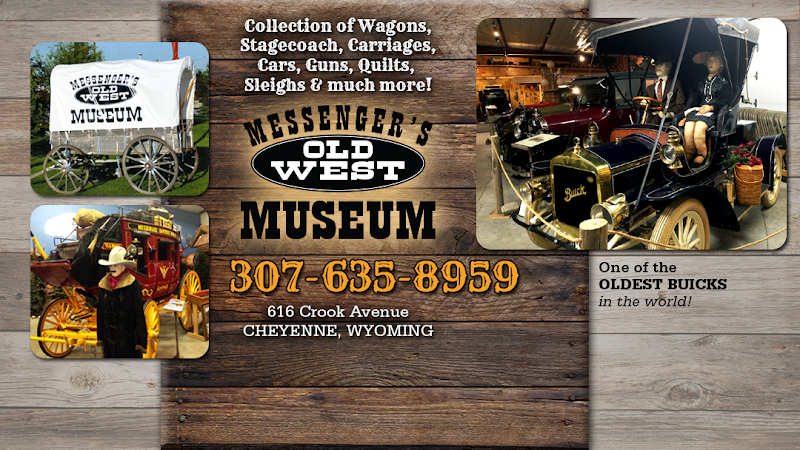 Collection of Wagons,
Stagecoach, Carriages,
Cars, Guns, Quilts,
Sleighs & much more!
MESSENGER'S
OLD
WEST
MUSEUM
307-635-8959
616 Crook Avenue
CHEYENNE, WYOMING
MESSENGER'S
OLD
WEST
MUSEUM
Buick
One of the
OLDEST BUICKS
in the world!